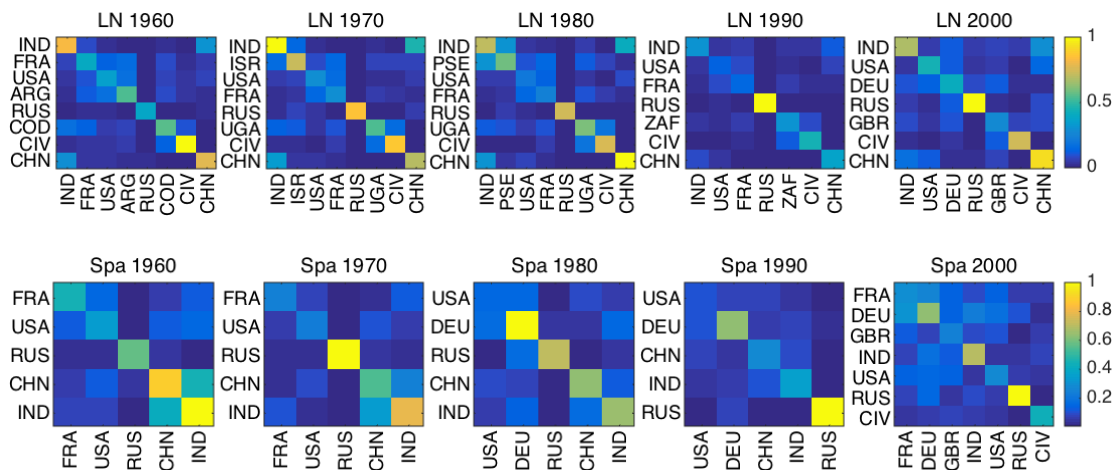 LN 1960 LN 1970 LN 1980 LN 1990 LN 2000
IND FRA USA ARG RUS COD CIV CHN
IND FRA USA ARG RUS COD CIV CHN
IND ISR USA FRA RUS UGA CIV CHN
IND ISR USA FRA RUS UGA CIV CHN
IND PSE USA FRA RUS UGA CIV CHN
IND PSE USA FRA RUS UGA CIV CHN
IND USA FRA RUS ZAF CIV CHN
IND USA FRA RUS ZAF CIV CHN
IND USA DEU RUS GBR CIV CHN
IND USA DEU RUS GBR CIV CHN
1 0.5 0
Spa 1960 Spa 1970 Spa 1980 Spa 1990 Spa 2000
FRA USA RUS CHN IND
FRA USA RUS CHN IND
FRA USA RUS CHN IND
FRA USA RUS CHN IND
USA DEU RUS CHN IND
USA DEU RUS CHN IND
USA DEU CHN IND RUS
USA DEU CHN IND RUS
FRA DEU GBR IND USA RUS CIV
FRA DEU GBR IND USA RUS CIV
1 0.8 0.6 0.4 0.2